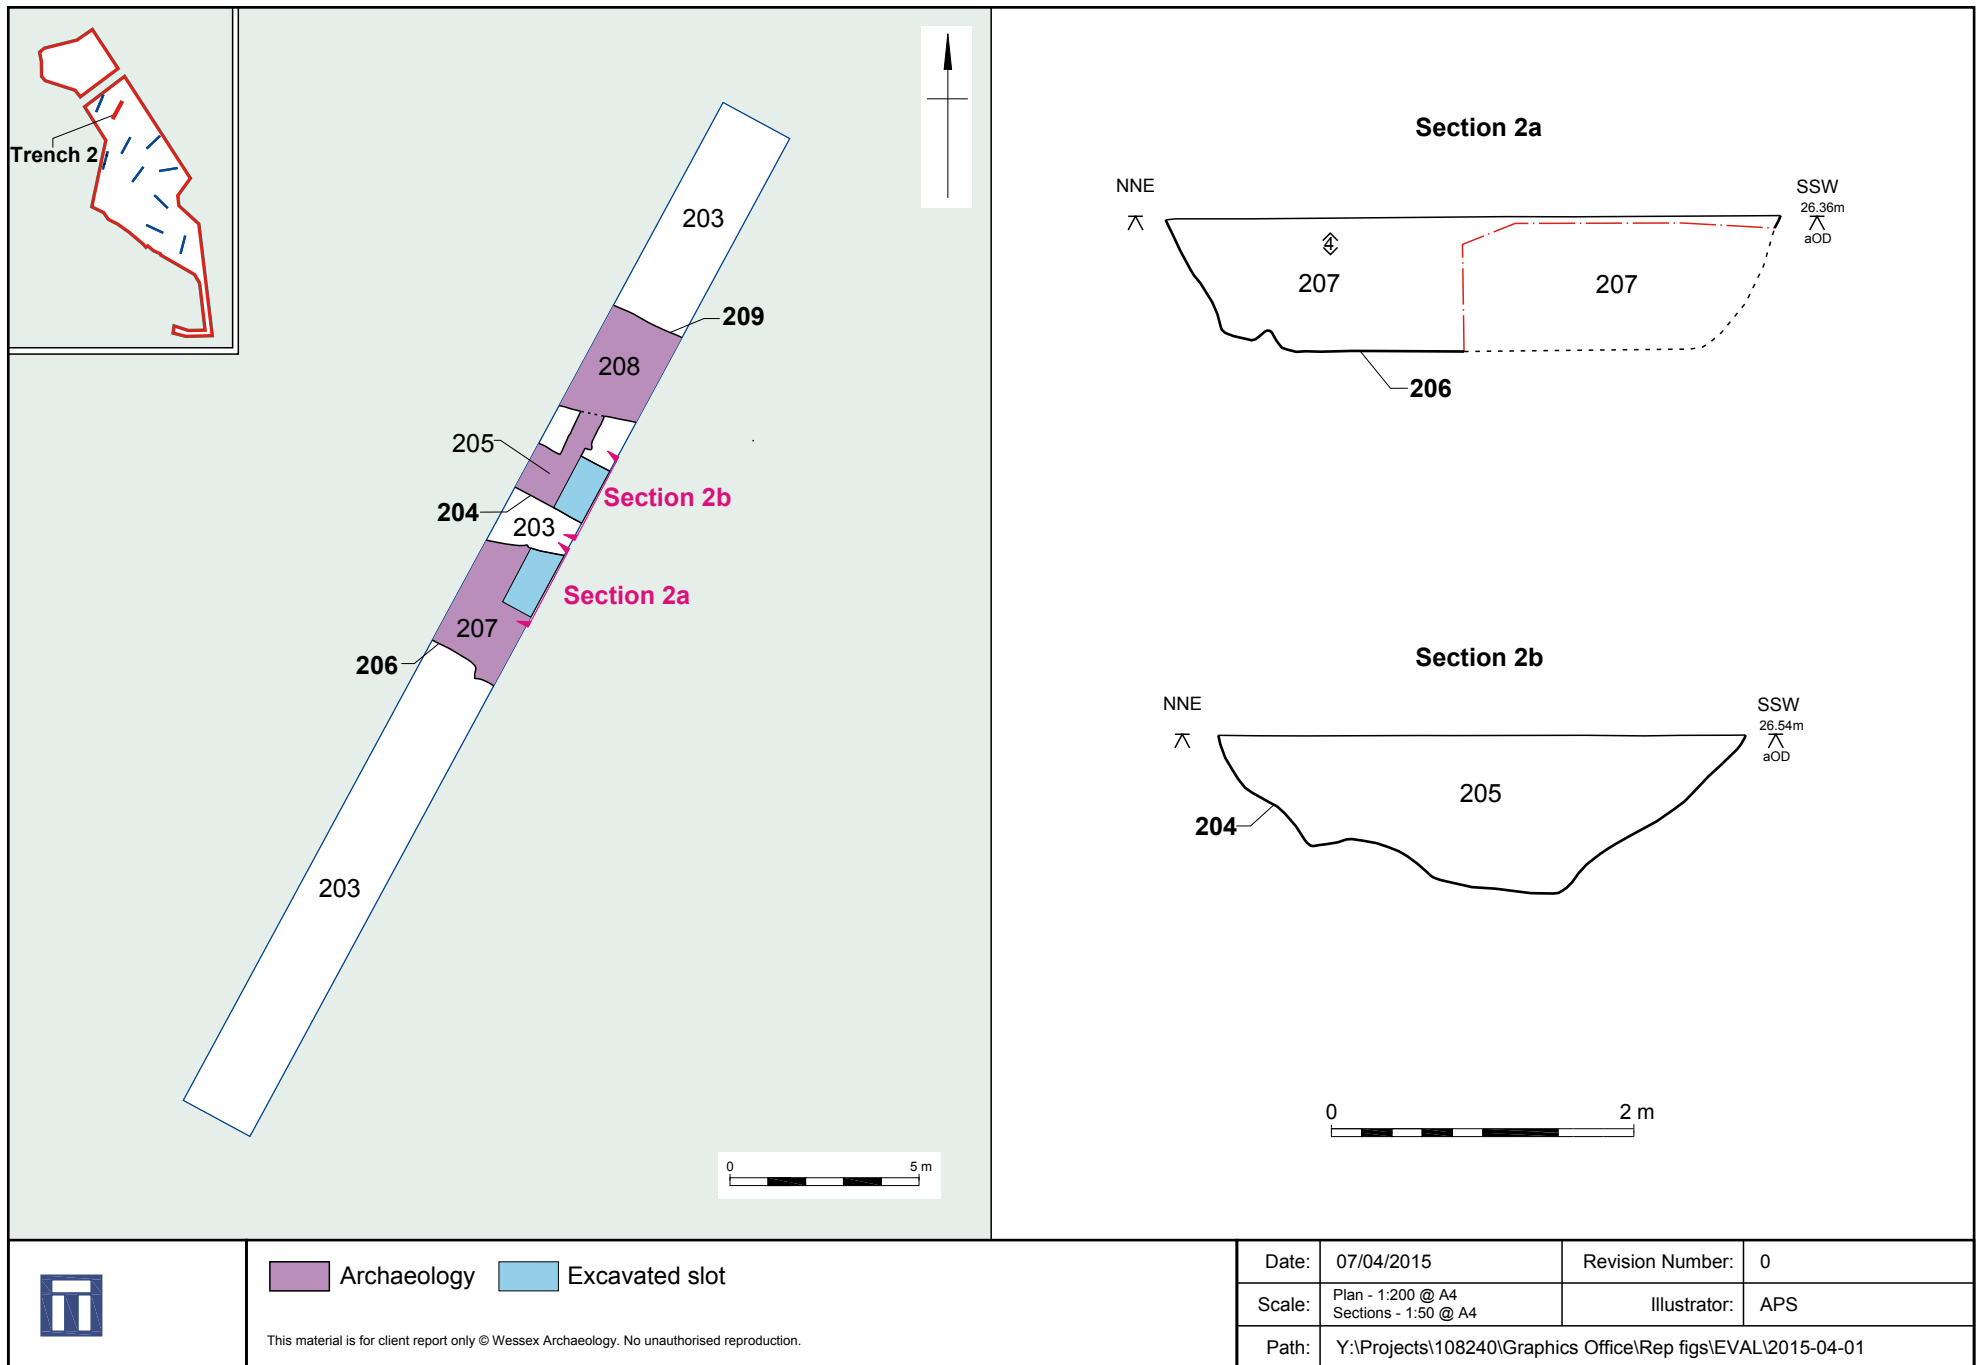 Trench 2
203
209
208
205
204
203
Section 2b
Section 2a
207
206
203
0 5 m
Section 2a
NNE
SSW
26.36m
aOD
4
207
207
206
Section 2b
NNE
SSW
26.54m
aOD
205
204
0 2 m
Archaeology
Excavated slot
This material is for client report only © Wessex Archaeology. No unauthorised reproduction.
Date: 07/04/2015 Revision Number: 0
Scale: Plan - 1:200 @ A4
Sections - 1:50 @ A4
Illustrator: APS
Path: Y:\Projects\108240\Graphics Office\Rep figs\EVAL\2015-04-01